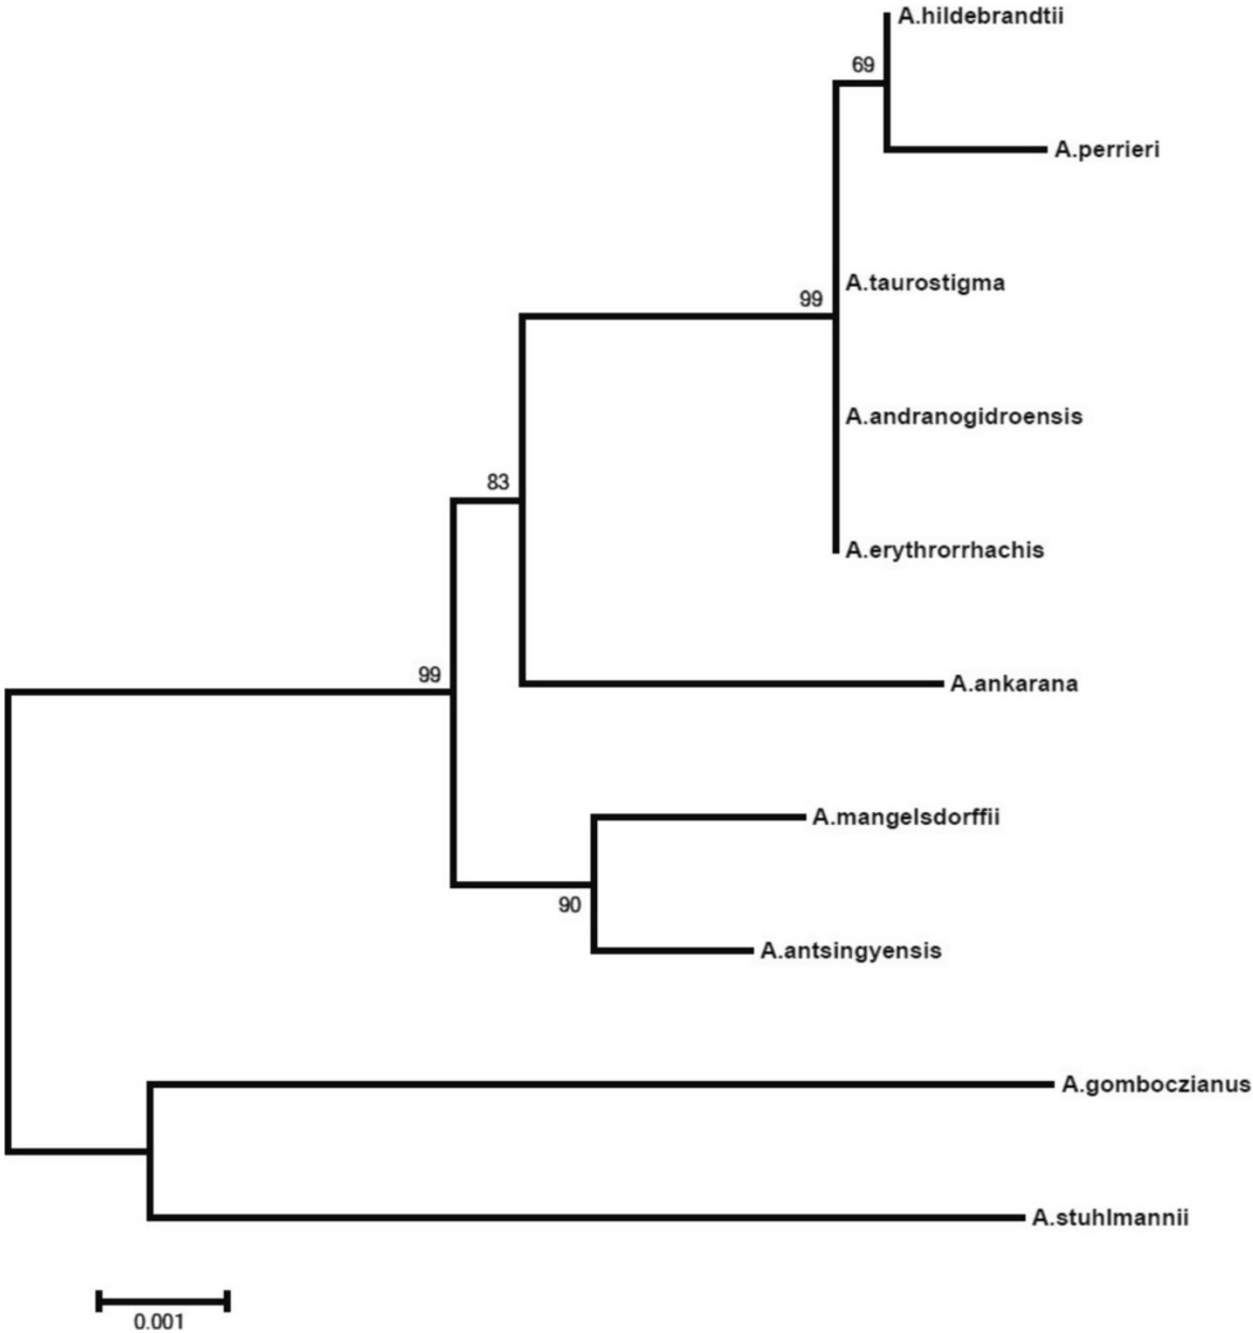 A.hildebrandtii
69
A.perrieri
A.taurostigma
99
A.andranogidroensis
83
A.erythrorrhachis
99
A.ankarana
A.mangelsdorffii
90
A.antsingyensis
A.gomboczianus
A.stuhlmannii
0.001